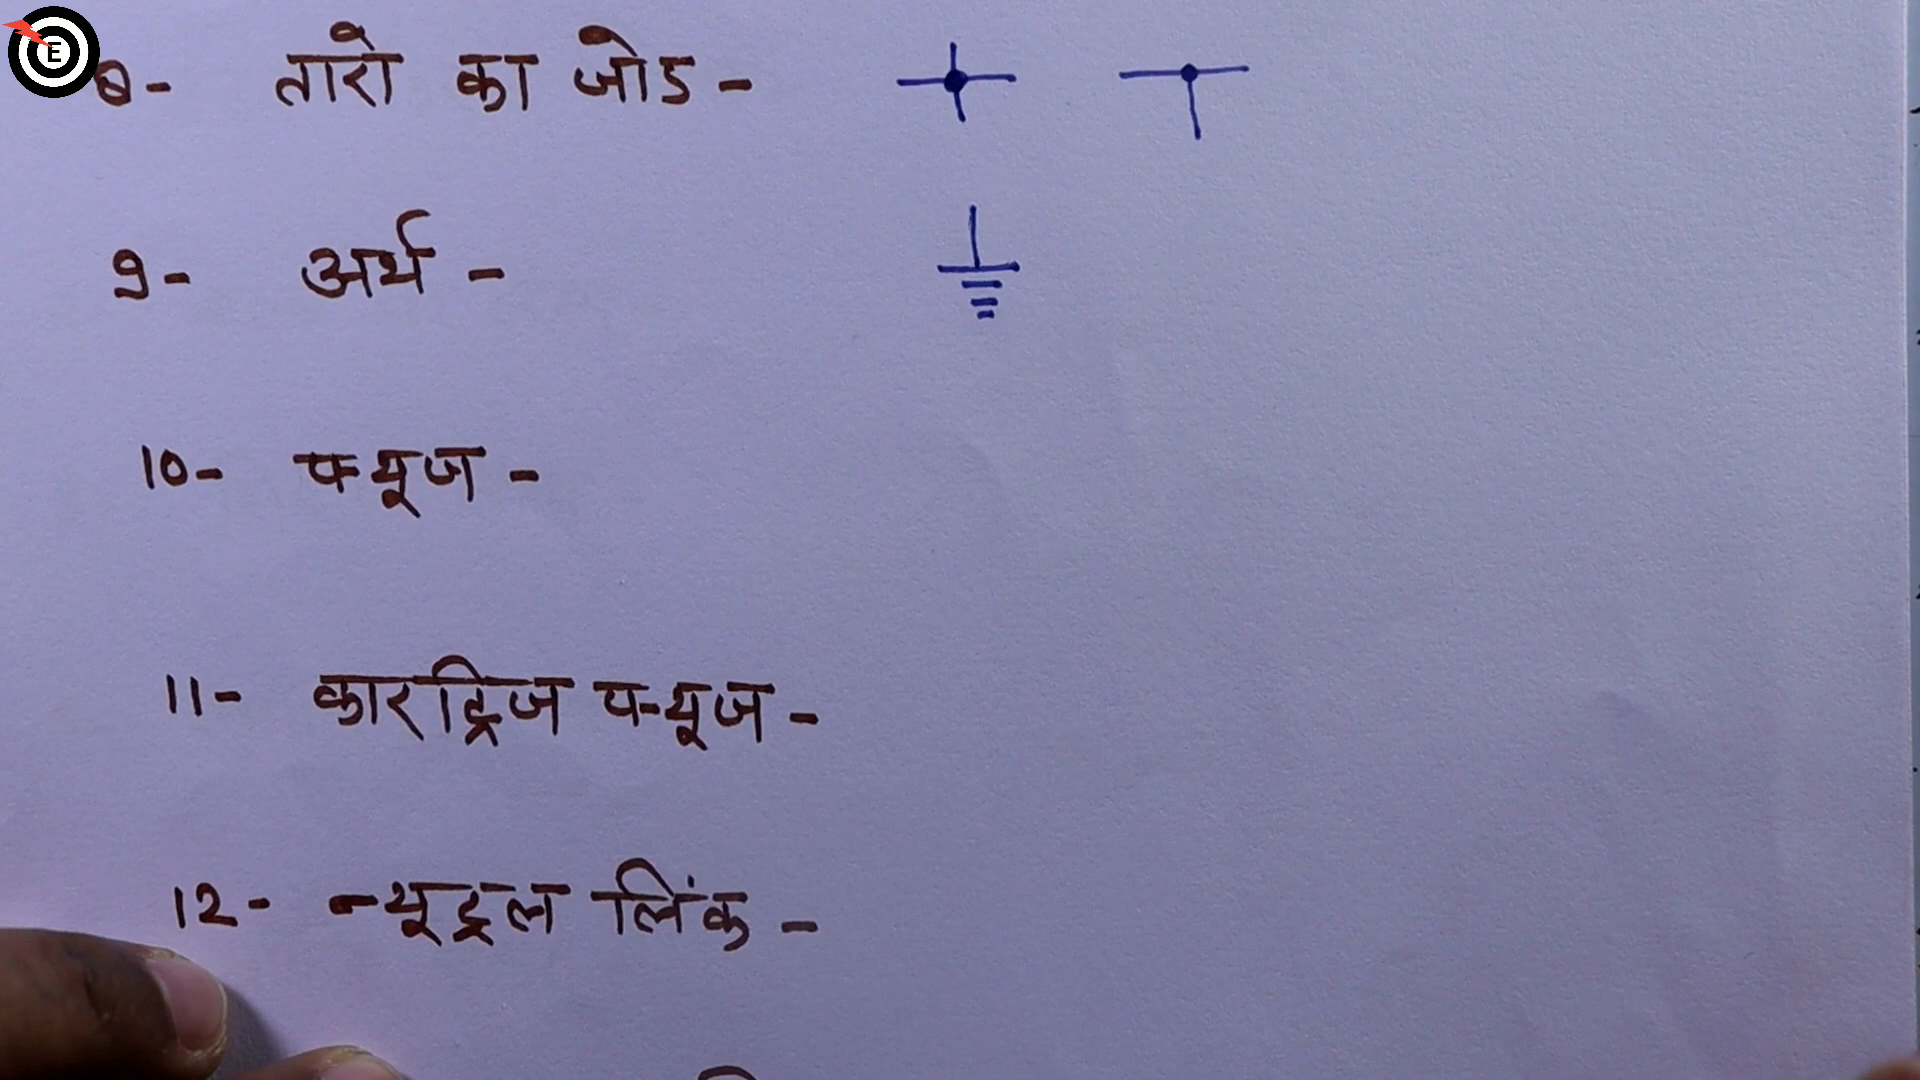 E
8- तारो का जोड -
9- अर्थ -
10- फ्यूज -
11- कारट्रिज फ्यूज -
12- न्यूट्रल लिंक -